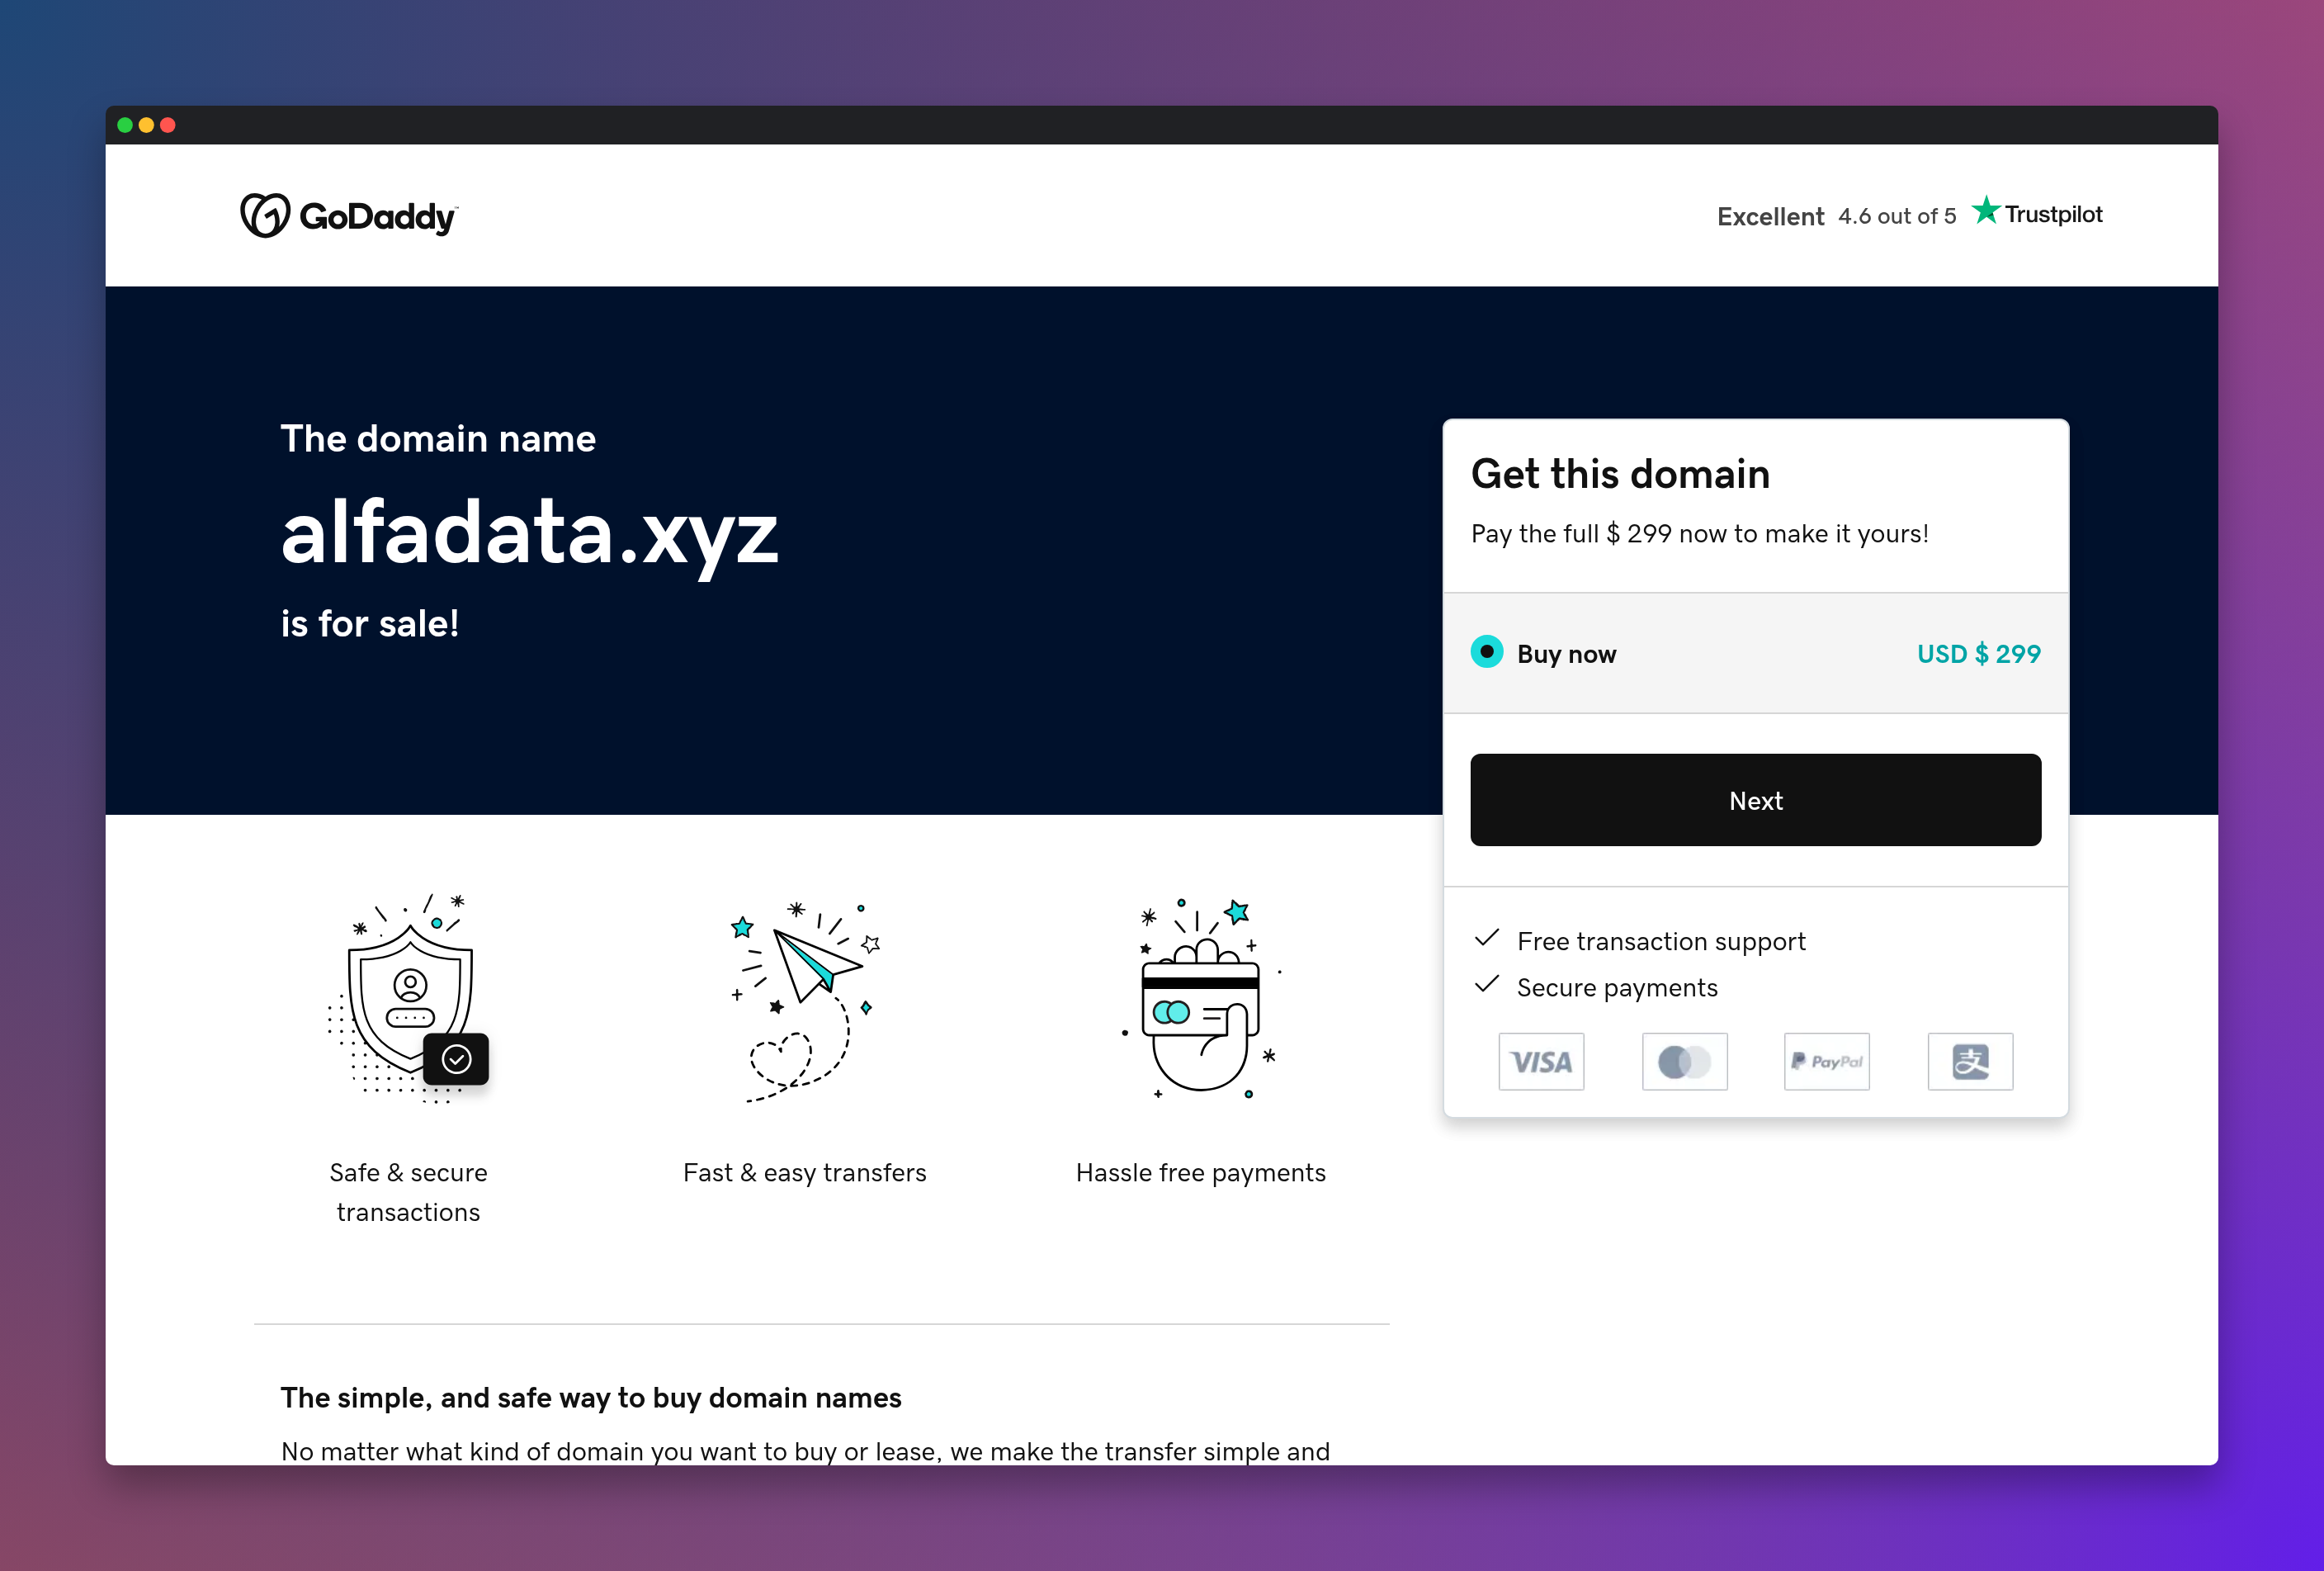 GoDaddy™
Excellent 4.6 out of 5 Trustpilot
The domain name
alfadata.xyz
is for sale!
Get this domain
Pay the full $ 299 now to make it yours!
Buy now USD $ 299
Next
Free transaction support
Secure payments
VISA PayPal 支
Safe & secure
transactions
Fast & easy transfers
Hassle free payments
The simple, and safe way to buy domain names
No matter what kind of domain you want to buy or lease, we make the transfer simple and